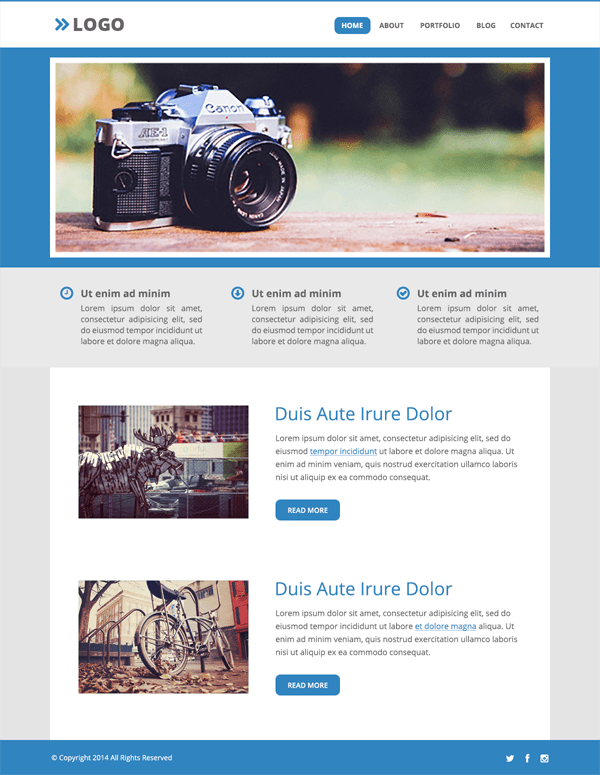 LOGO
HOME ABOUT PORTFOLIO BLOG CONTACT
Canon
AE-1
Ut enim ad minim
Lorem ipsum dolor sit amet,
consectetur adipisicing elit, sed
do eiusmod tempor incididunt ut
labore et dolore magna aliqua.
Ut enim ad minim
Lorem ipsum dolor sit amet,
consectetur adipisicing elit, sed
do eiusmod tempor incididunt ut
labore et dolore magna aliqua.
Ut enim ad minim
Lorem ipsum dolor sit amet,
consectetur adipisicing elit, sed
do eiusmod tempor incididunt ut
labore et dolore magna aliqua.
Duis Aute Irure Dolor
Lorem ipsum dolor sit amet, consectetur adipisicing elit, sed do
eiusmod tempor incididunt ut labore et dolore magna aliqua. Ut
enim ad minim veniam, quis nostrud exercitation ullamco laboris
nisi ut aliquip ex ea commodo consequat.
READ MORE
Duis Aute Irure Dolor
Lorem ipsum dolor sit amet, consectetur adipisicing elit, sed do
eiusmod tempor incididunt ut labore et dolore magna aliqua. Ut
enim ad minim veniam, quis nostrud exercitation ullamco laboris
nisi ut aliquip ex ea commodo consequat.
READ MORE
© Copyright 2014 All Rights Reserved